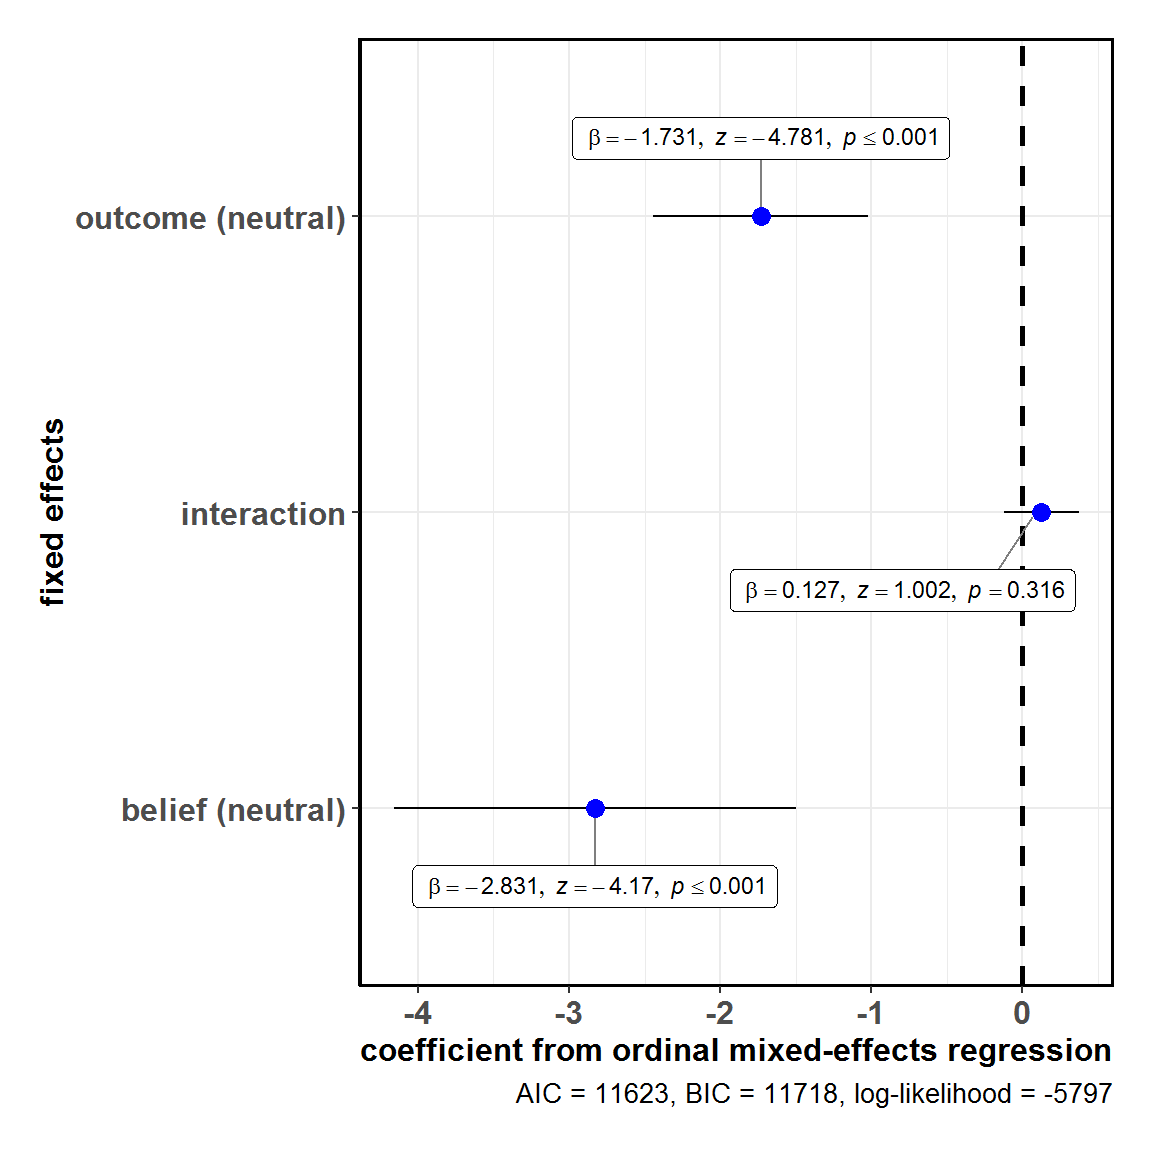 β = −1.731, z = −4.781, p ≤ 0.001
outcome (neutral)
fixed effects
interaction
β = 0.127, z = 1.002, p = 0.316
belief (neutral)
β = −2.831, z = −4.17, p ≤ 0.001
-4 -3 -2 -1 0
coefficient from ordinal mixed-effects regression
AIC = 11623, BIC = 11718, log-likelihood = -5797